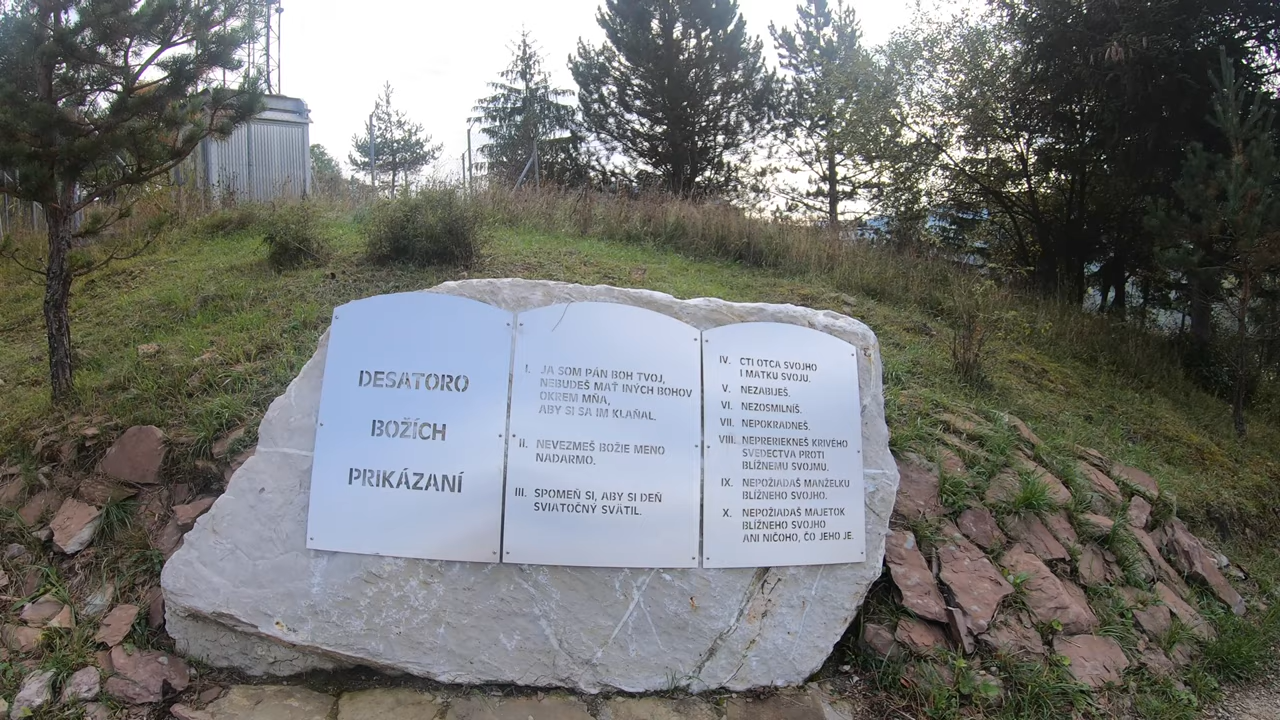 DESATORO
BOŽÍCH
PRIKÁZANÍ
I. JA SOM PÁN BOH TVOJ,
NEBUDEŠ MAŤ INÝCH BOHOV
OKREM MŇA,
ABY SI SA IM KLAŇAL.
II. NEVEZMEŠ BOŽIE MENO
NADARMO.
III. SPOMEŇ SI, ABY SI DEŇ
SVIATOČNÝ SVÄTIL.
IV. CTI OTCA SVOJHO
I MATKU SVOJU.
V. NEZABIJEŠ.
VI. NEZOSMILNÍŠ.
VII. NEPOKRADNEŠ.
VIII. NEPRERIEKNEŠ KRIVÉHO
SVEDECTVA PROTI
BLÍŽNEMU SVOJMU.
IX. NEPOŽIADAŠ MANŽELKU
BLÍŽNEHO SVOJHO.
X. NEPOŽIADAŠ MAJETOK
BLÍŽNEHO SVOJHO
ANI NIČOHO, ČO JEHO JE.